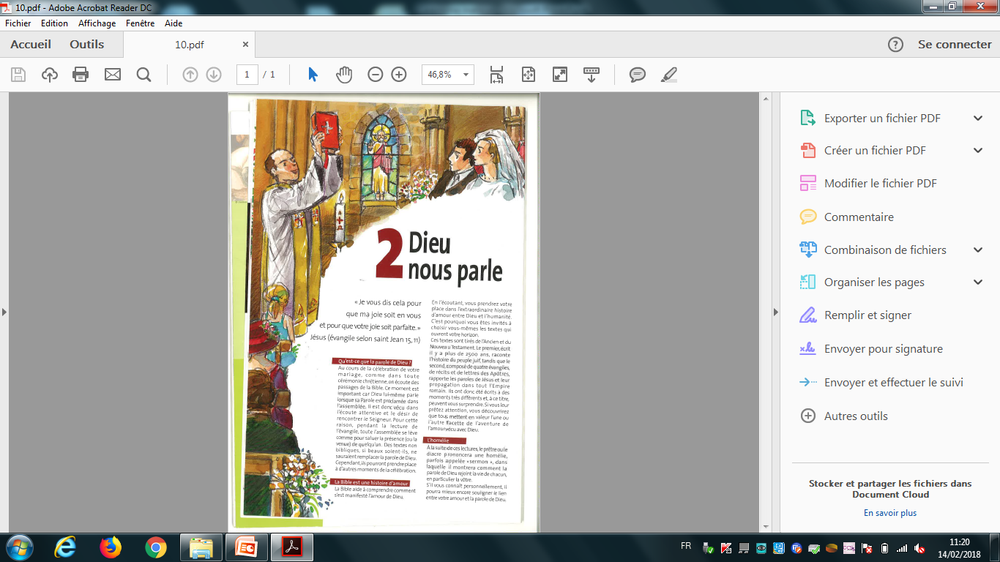 10.pdf - Adobe Acrobat Reader DC
Fichier Edition Affichage Fenêtre Aide
Accueil Outils 10.pdf × ? Se connecter
1 / 1 46,8%
2 Dieu
nous parle
« Je vous dis cela pour
que ma joie soit en vous
et pour que votre joie soit parfaite. »
Jésus (évangile selon saint Jean 15, 11)
Qu'est-ce que la parole de Dieu ?
Au cours de la célébration de votre
mariage, comme dans toute
cérémonie chrétienne, on écoute des
passages de la Bible. Ce moment est
important car Dieu lui-même parle
lorsque sa Parole est proclamée dans
l'assemblée. Il est donc vécu dans
l'écoute attentive et le désir de
rencontrer le Seigneur. Pour cette
raison, pendant la lecture de
l'évangile, toute l'assemblée se lève
comme pour saluer la présence (ou la
venue) de quelqu'un. Des textes non
bibliques, si beaux soient-ils, ne
sauraient remplacer la parole de Dieu.
Cependant, ils pourront prendre place
à d'autres moments de la célébration.
La Bible est une histoire d'amour
La Bible aide à comprendre comment
s'est manifesté l'amour de Dieu.
En l'écoutant, vous prendrez votre
place dans l'extraordinaire histoire
d'amour entre Dieu et l'humanité.
C'est pourquoi vous êtes invités à
choisir vous-mêmes les textes qui
ouvrent votre horizon.
Ces textes sont tirés de l'Ancien et du
Nouveau Testament. Le premier, écrit
il y a plus de 2500 ans, raconte
l'histoire du peuple juif, tandis que le
second, composé de quatre évangiles,
de récits et de lettres des Apôtres,
rapporte les paroles de Jésus et leur
propagation dans tout l'Empire
romain. Ils ont donc été écrits à des
moments très différents et, à ce titre,
peuvent vous surprendre. Si vous leur
prêtez attention, vous découvrirez
que tous mettent en valeur l'une ou
l'autre facette de l'aventure de
l'amour vécu avec Dieu.
L'homélie
À la suite de ces lectures, le prêtre ou le
diacre prononcera une homélie,
parfois appelée « sermon », dans
laquelle il montrera comment la
parole de Dieu rejoint la vie de chacun,
en particulier la vôtre.
S'il vous connaît personnellement, il
pourra mieux encore souligner le lien
entre votre amour et la parole de Dieu.
Exporter un fichier PDF
Créer un fichier PDF
Modifier le fichier PDF
Commentaire
Combinaison de fichiers
Organiser les pages
Remplir et signer
Envoyer pour signature
Envoyer et effectuer le suivi
Autres outils
Stocker et partager les fichiers dans
Document Cloud
En savoir plus
FR
11:20
14/02/2018